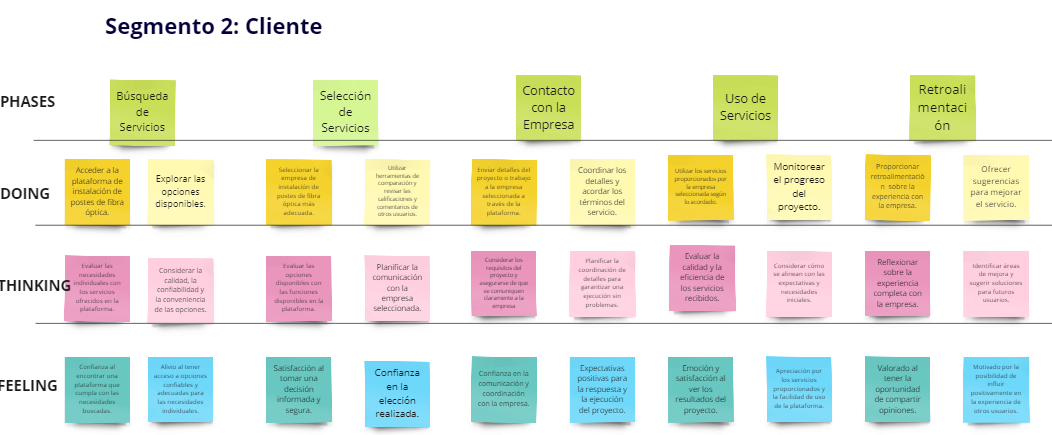 Segmento 2: Cliente
PHASES
Búsqueda
de
Servicios
Selección
de
Servicios
Contacto
con la
Empresa
Uso de
Servicios
Retroali
mentaci
ón
DOING
Acceder a la
plataforma de
instalación de
postes de fibra
óptica.
Explorar las
opciones
disponibles.
Seleccionar la
empresa de
instalación de
postes de fibra
óptica más
adecuada.
Utilizar
herramientas de
comparación y
revisar las
calificaciones y
comentarios de
otros usuarios.
Enviar detalles del
proyecto o trabajo
a la empresa
seleccionada a
través de la
plataforma.
Coordinar los
detalles y
acordar los
términos del
servicio.
Utilizar los servicios
proporcionados por
la empresa
seleccionada según
lo acordado.
Monitorear
el progreso
del
proyecto.
Proporcionar
retroalimentació
n sobre la
experiencia con
la empresa.
Ofrecer
sugerencias
para mejorar
el servicio.
THINKING
Evaluar las
necesidades
individuales con
los servicios
ofrecidos en la
plataforma.
Considerar la
calidad, la
confiabilidad y
la conveniencia
de las opciones.
Evaluar las
opciones
disponibles con
las funciones
disponibles en la
plataforma.
Planificar la
comunicación
con la
empresa
seleccionada.
Considerar los
requisitos del
proyecto y
asegurarse de que
se comuniquen
claramente a la
empresa
Planificar la
coordinación de
detalles para
garantizar una
ejecución sin
problemas.
Evaluar la
calidad y la
eficiencia de
los servicios
recibidos.
Considerar cómo
se alinean con las
expectativas y
necesidades
iniciales.
Reflexionar
sobre la
experiencia
completa con
la empresa.
Identificar áreas
de mejora y
sugerir soluciones
para futuros
usuarios.
FEELING
Confianza al
encontrar una
plataforma que
cumpla con las
necesidades
buscadas.
Alivio al tener
acceso a opciones
confiables y
adecuadas para
las necesidades
individuales.
Satisfacción al
tomar una
decisión
informada y
segura.
Confianza
en la
elección
realizada.
Confianza en la
comunicación y
coordinación
con la empresa.
Expectativas
positivas para
la respuesta y
la ejecución
del proyecto.
Emoción y
satisfacción al
ver los
resultados del
proyecto.
Apreciación por
los servicios
proporcionados y
la facilidad de uso
de la plataforma.
Valorado al
tener la
oportunidad
de compartir
opiniones.
Motivado por la
posibilidad de
influir
positivamente en
la experiencia de
otros usuarios.